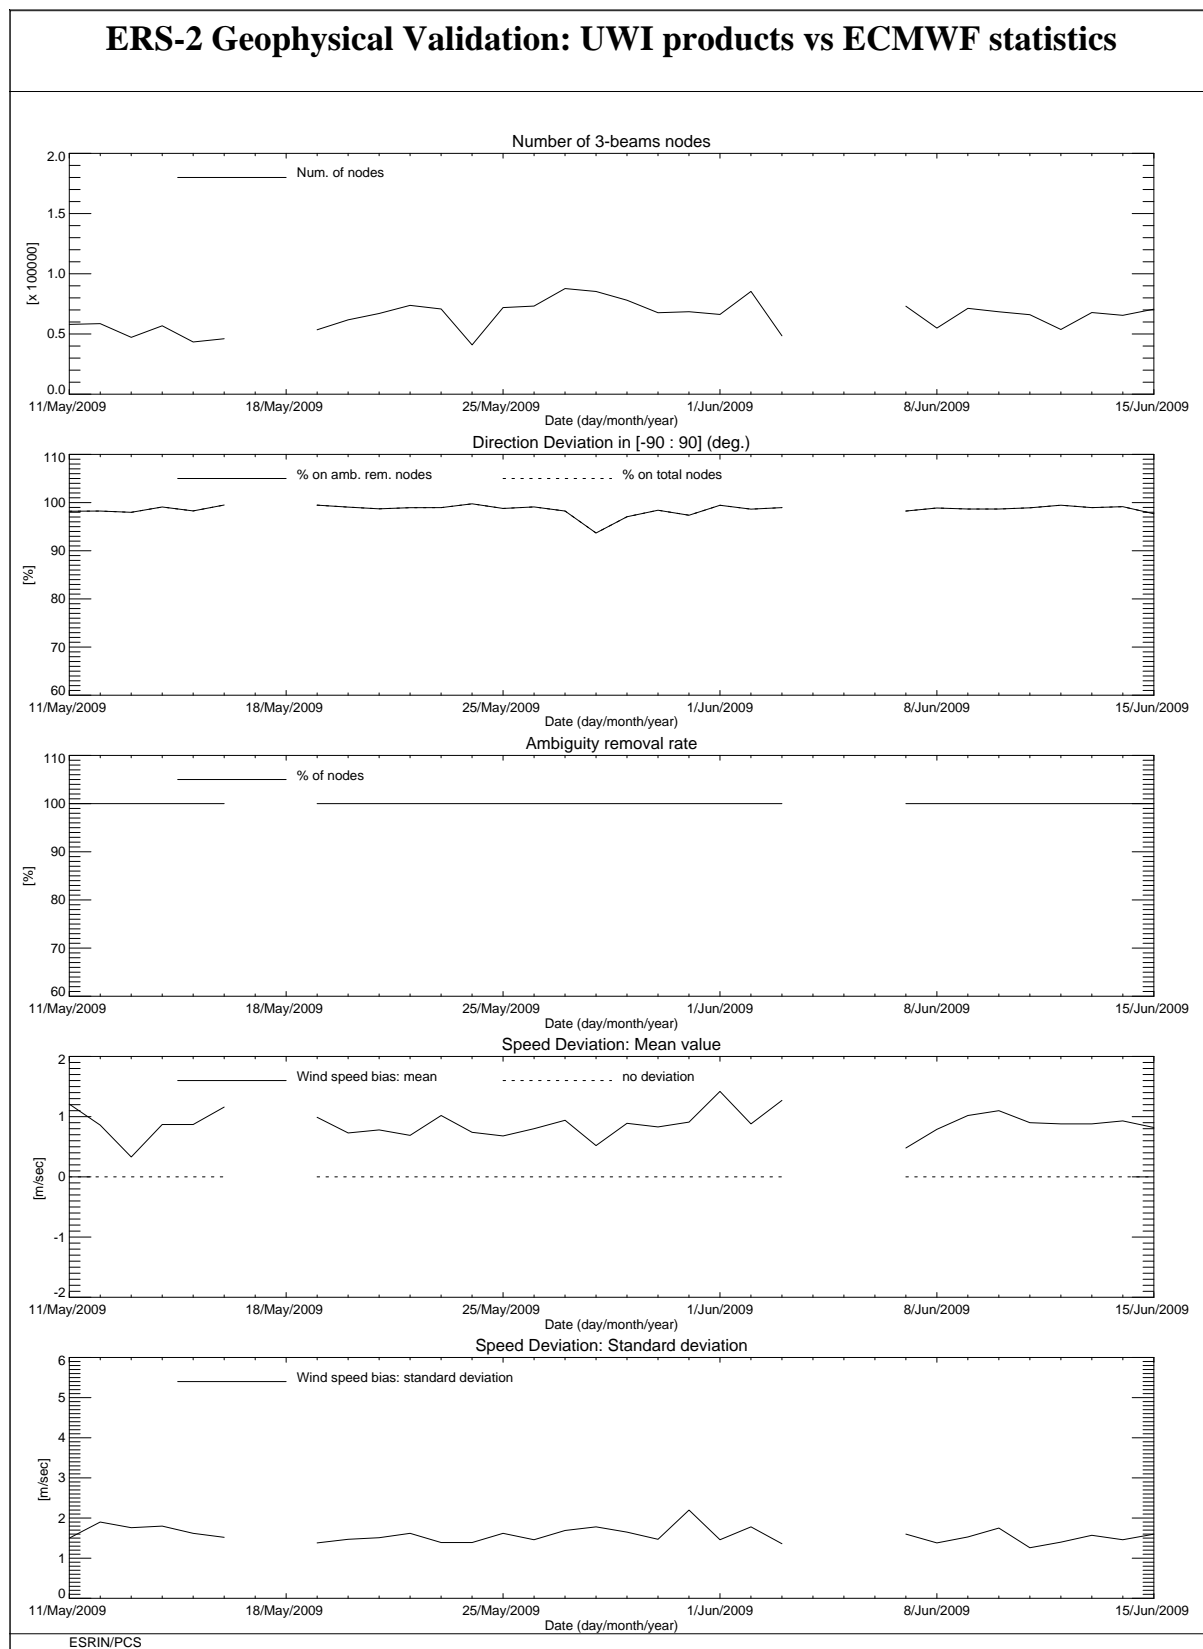 ERS-2 Geophysical Validation: UWI products vs ECMWF statistics
Number of 3-beams nodes
Num. of nodes
[x 100000]
2.0
1.5
1.0
0.5
0.0
11/May/2009 18/May/2009 25/May/2009 1/Jun/2009 8/Jun/2009 15/Jun/2009
Date (day/month/year)
Direction Deviation in [-90 : 90] (deg.)
% on amb. rem. nodes % on total nodes
[%]
110
100
90
80
70
60
11/May/2009 18/May/2009 25/May/2009 1/Jun/2009 8/Jun/2009 15/Jun/2009
Date (day/month/year)
Ambiguity removal rate
% of nodes
[%]
110
100
90
80
70
60
11/May/2009 18/May/2009 25/May/2009 1/Jun/2009 8/Jun/2009 15/Jun/2009
Date (day/month/year)
Speed Deviation: Mean value
Wind speed bias: mean no deviation
[m/sec]
2
1
0
-1
-2
11/May/2009 18/May/2009 25/May/2009 1/Jun/2009 8/Jun/2009 15/Jun/2009
Date (day/month/year)
Speed Deviation: Standard deviation
Wind speed bias: standard deviation
[m/sec]
6
5
4
3
2
1
0
11/May/2009 18/May/2009 25/May/2009 1/Jun/2009 8/Jun/2009 15/Jun/2009
Date (day/month/year)
ESRIN/PCS